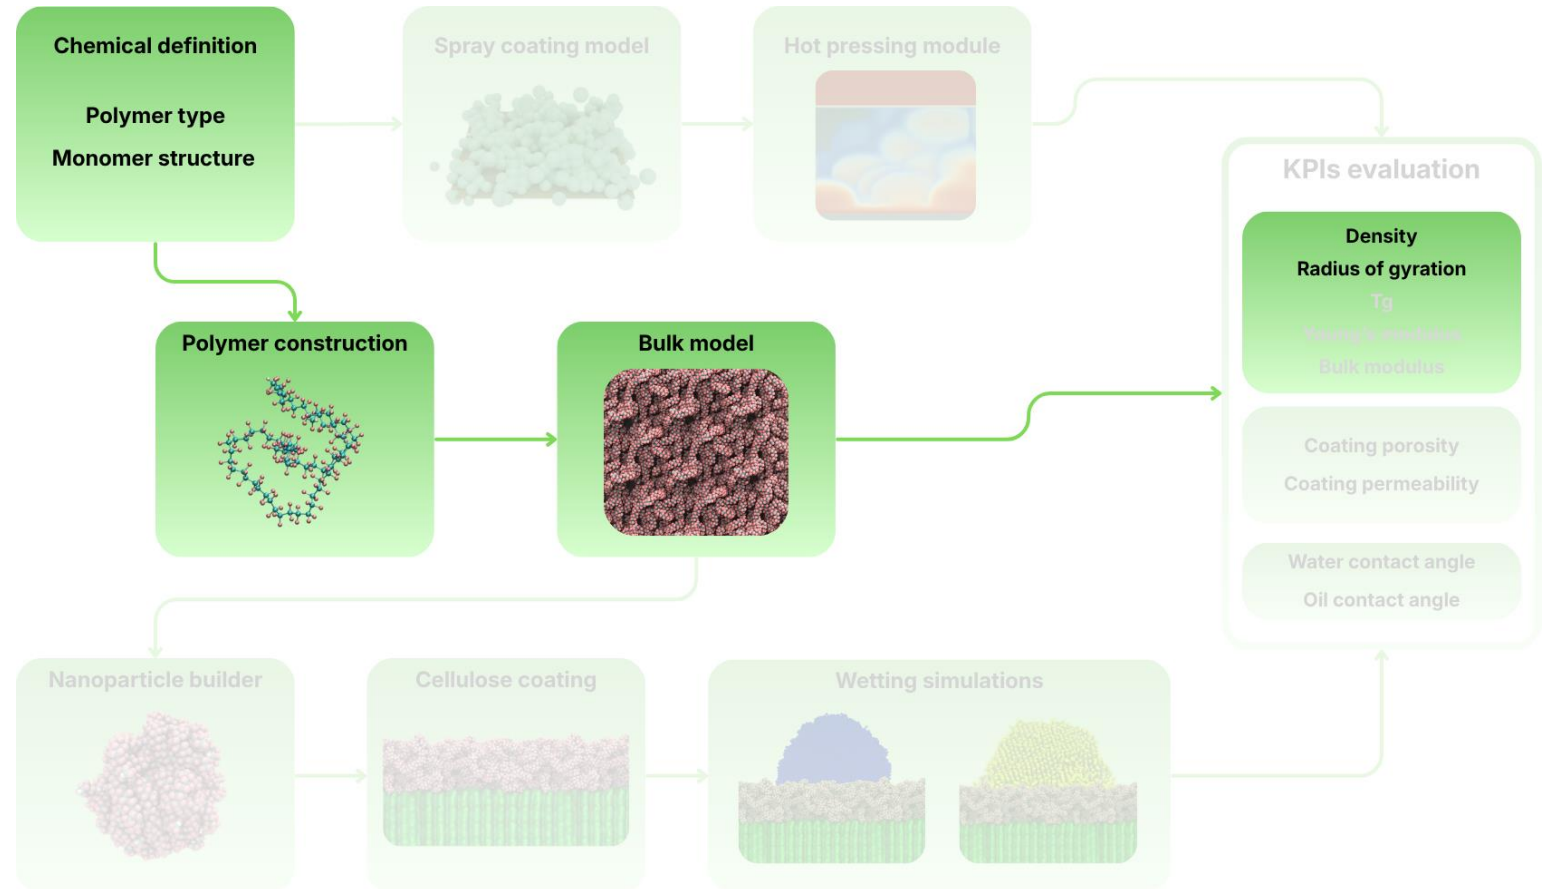 Chemical definition
Polymer type
Monomer structure
Spray coating model
Hot pressing module
KPIs evaluation
Density
Radius of gyration
Tg
Young's modulus
Bulk modulus
Coating porosity
Coating permeability
Water contact angle
Oil contact angle
Polymer construction
Bulk model
Nanoparticle builder
Cellulose coating
Wetting simulations